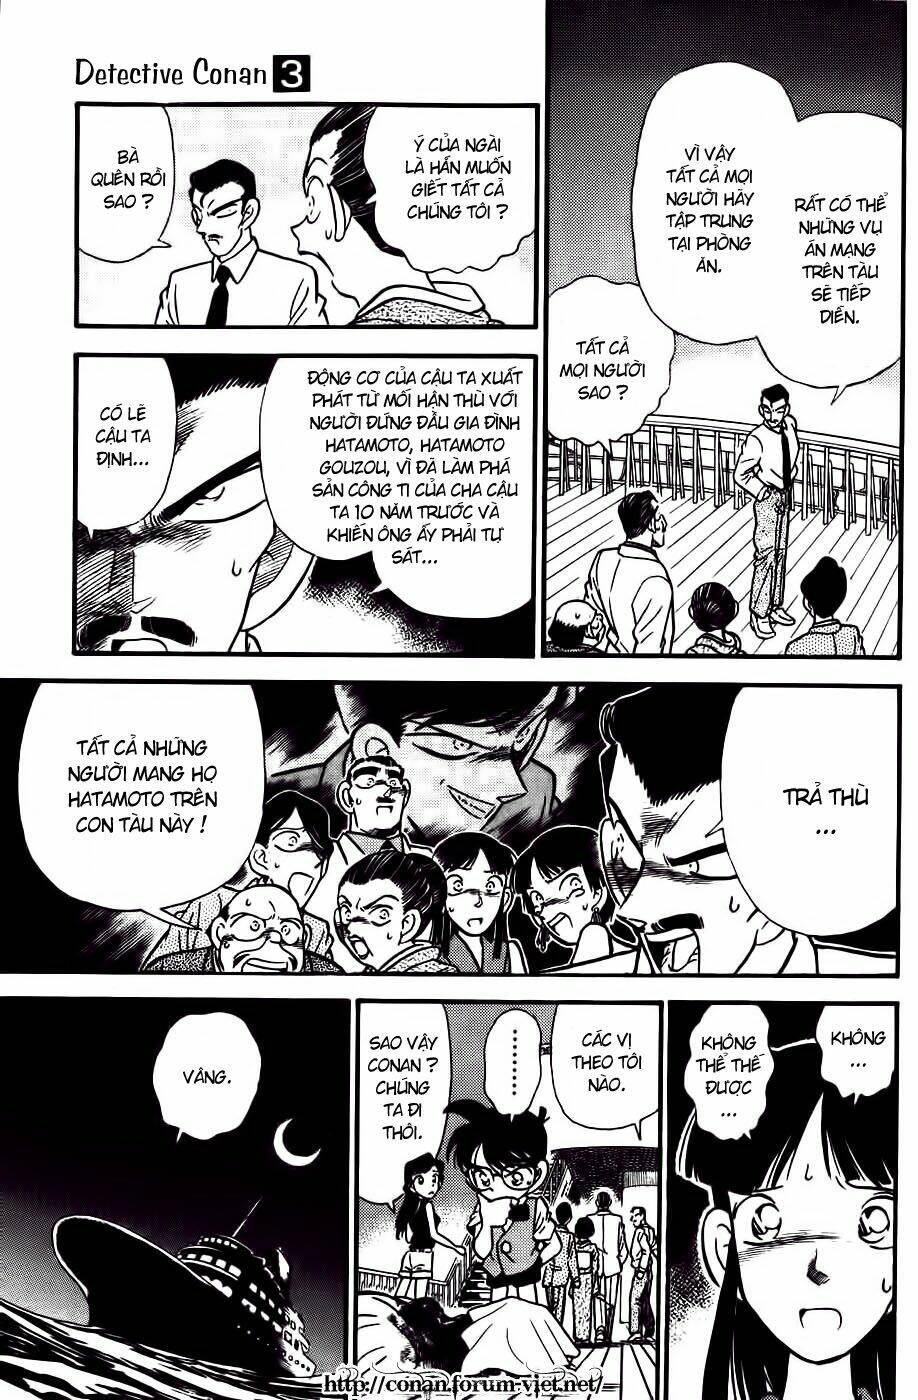 Detective Conan 3
RẤT CÓ THỂ
NHỮNG VỤ
ÁN MẠNG
TRÊN TÀU
SẼ TIẾP
DIỄN.
VÌ VẬY
TẤT CẢ MỌI
NGƯỜI HÃY
TẬP TRUNG
TẠI PHÒNG
ĂN.
TẤT CẢ
MỌI NGƯỜI
SAO ?
Ý CỦA NGÀI
LÀ HẮN MUỐN
GIẾT TẤT CẢ
CHÚNG TÔI ?
BÀ
QUÊN RỒI
SAO ?
ĐỘNG CƠ CỦA CẬU TA XUẤT
PHÁT TỪ MỐI HẬN THÙ VỚI
NGƯỜI ĐỨNG ĐẦU GIA ĐÌNH
HATAMOTO, HATAMOTO
GOUZOU, VÌ ĐÃ LÀM PHÁ
SẢN CÔNG TI CỦA CHA CẬU
TA 10 NĂM TRƯỚC VÀ
KHIẾN ÔNG ẤY PHẢI TỰ
SÁT...
CÓ LẼ
CẬU TA
ĐỊNH...
TRẢ THÙ
...
TẤT CẢ NHỮNG
NGƯỜI MANG HỌ
HATAMOTO TRÊN
CON TÀU NÀY !
KHÔNG
...
KHÔNG
THỂ THẾ
ĐƯỢC
...
CÁC VỊ
THEO TÔI
NÀO.
.........
SAO VẬY
CONAN ?
CHÚNG
TA ĐI
THÔI.
VÂNG.
http://conan.forum-viet.net/